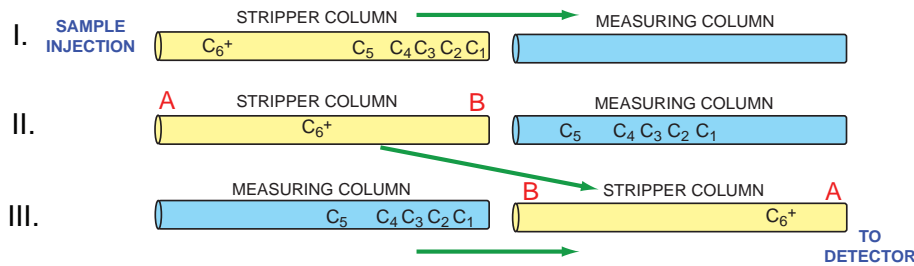 STRIPPER COLUMN
MEASURING COLUMN
I.
SAMPLE
INJECTION
C6+
C5 C4 C3 C2 C1
STRIPPER COLUMN
MEASURING COLUMN
A
B
II.
C6+
C5 C4 C3 C2 C1
MEASURING COLUMN
B
STRIPPER COLUMN
A
III.
C5 C4 C3 C2 C1
C6+
TO
DETECTOR